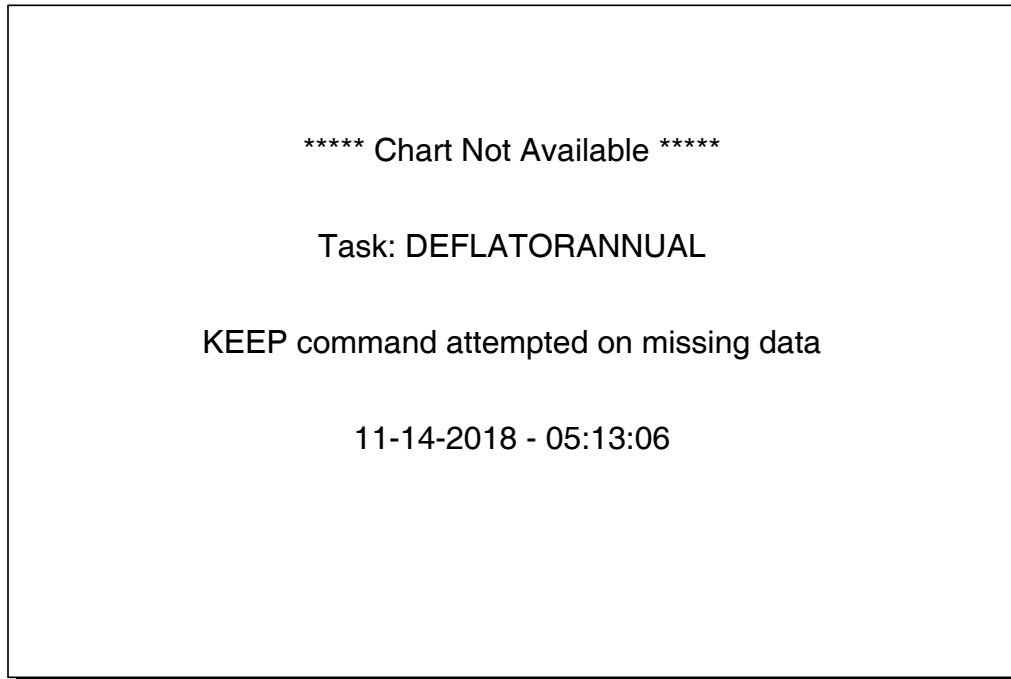 ***** Chart Not Available *****
Task: DEFLATORANNUAL
KEEP command attempted on missing data
11-14-2018 - 05:13:06